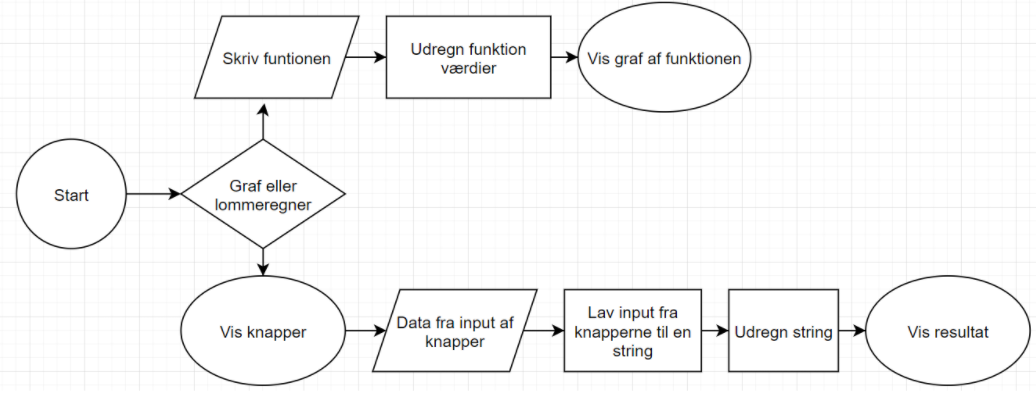 Skriv funtionen
Udregn funktion
værdier
Vis graf af funktionen
Start
Graf eller
lommeregner
Vis knapper
Data fra input af
knapper
Lav input fra
knapperne til en
string
Udregn string
Vis resultat